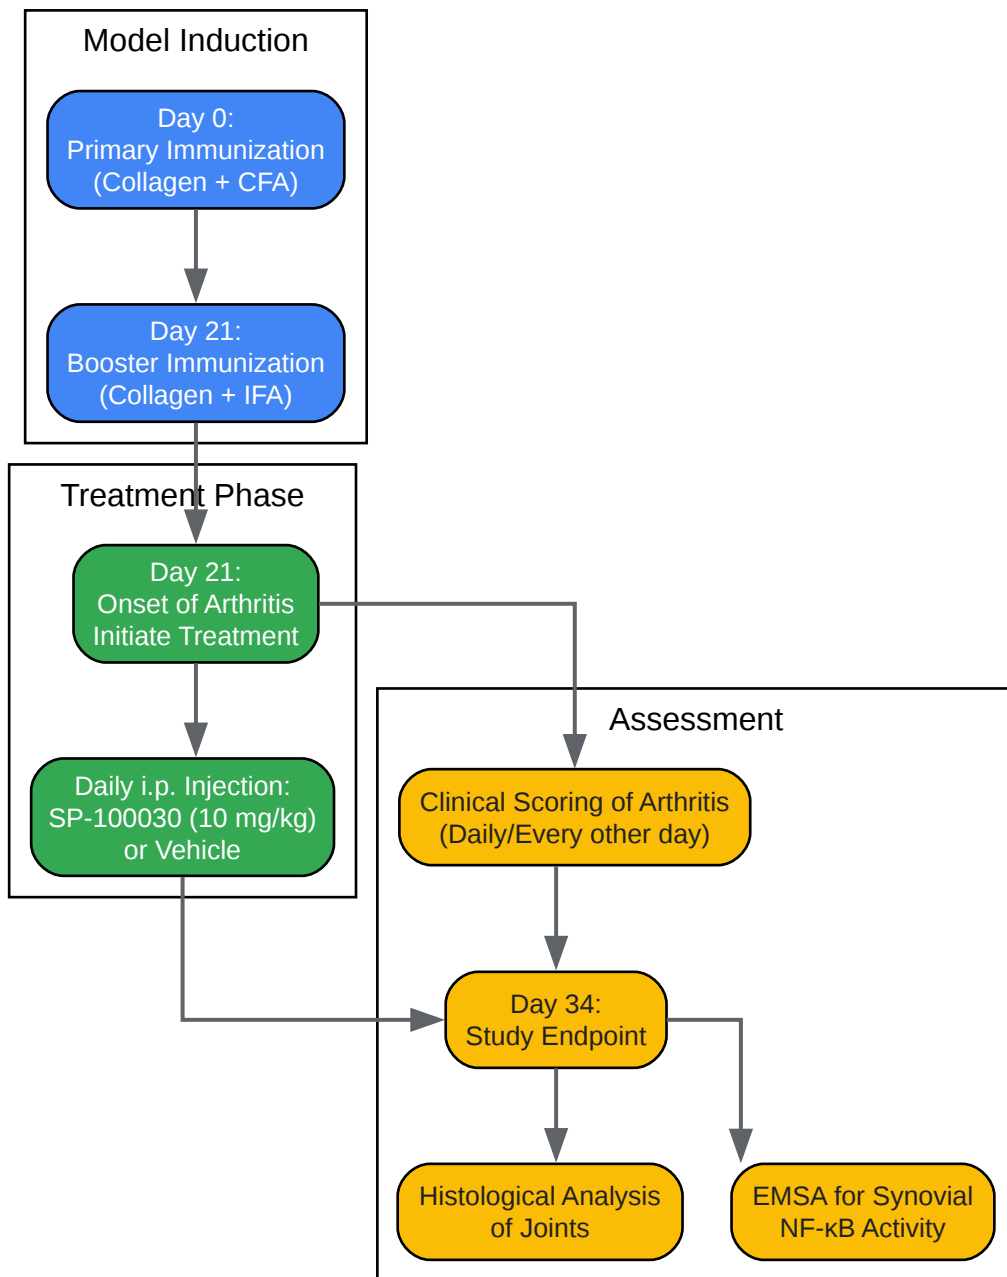 Model Induction
Day 0:
Primary Immunization
(Collagen + CFA)
Day 21:
Booster Immunization
(Collagen + IFA)
Treatment Phase
Day 21:
Onset of Arthritis
Initiate Treatment
Daily i.p. Injection:
SP-100030 (10 mg/kg)
or Vehicle
Assessment
Clinical Scoring of Arthritis
(Daily/Every other day)
Day 34:
Study Endpoint
Histological Analysis
of Joints
EMSA for Synovial
NF-κB Activity